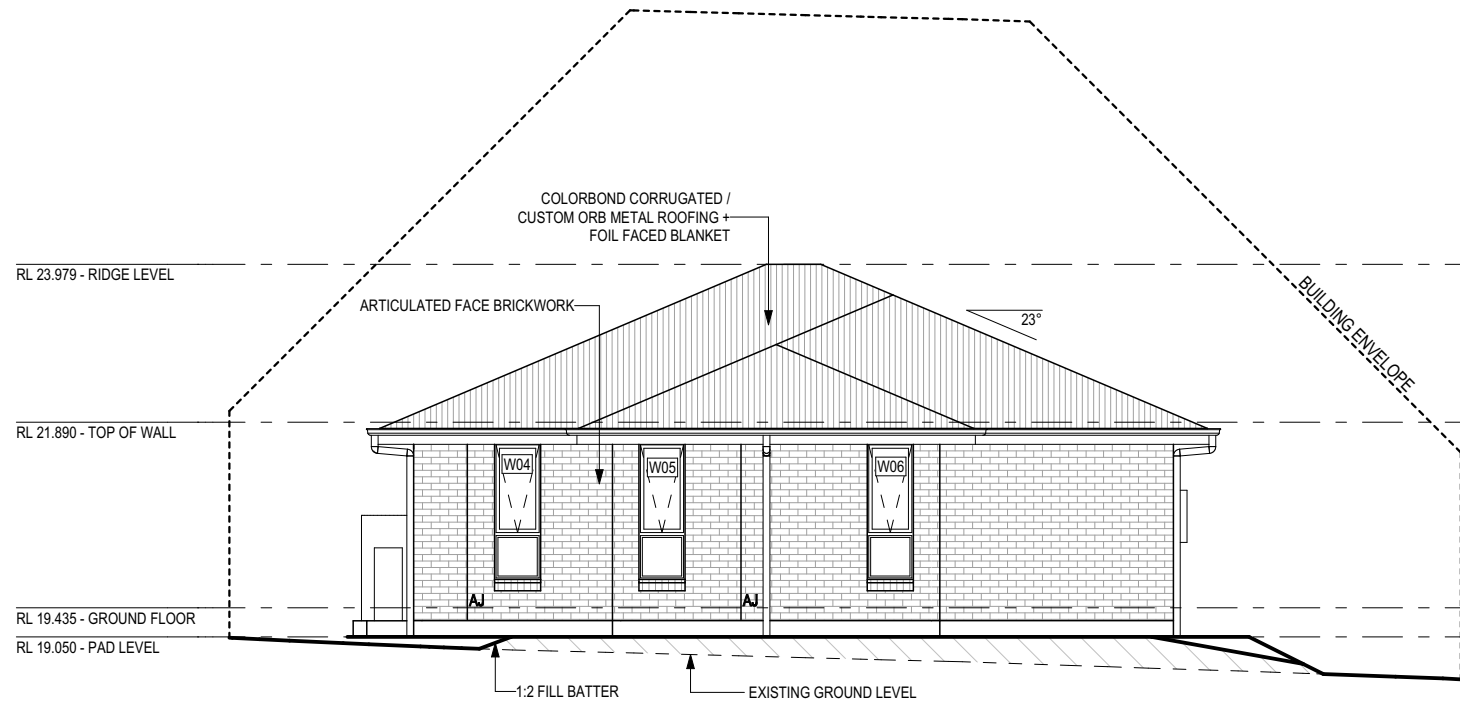 COLORBOND CORRUGATED /
CUSTOM ORB METAL ROOFING +
FOIL FACED BLANKET
RL 23.979 - RIDGE LEVEL
ARTICULATED FACE BRICKWORK
23°
BUILDING ENVELOPE
RL 21.890 - TOP OF WALL
W04
W05
W06
AJ
AJ
RL 19.435 - GROUND FLOOR
RL 19.050 - PAD LEVEL
1:2 FILL BATTER
EXISTING GROUND LEVEL